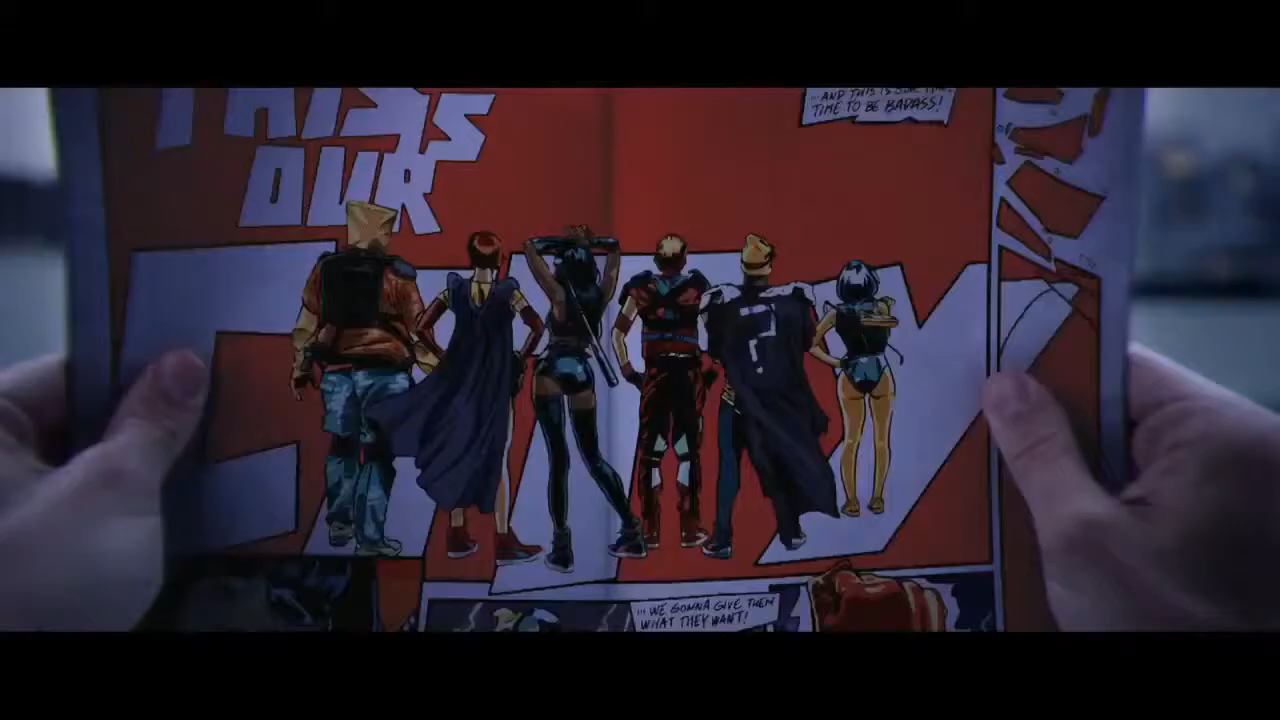 THIS IS
OUR
...AND THIS IS OUR TIME.
TIME TO BE BADASS!
?
...WE GONNA GIVE THEM
WHAT THEY WANT!